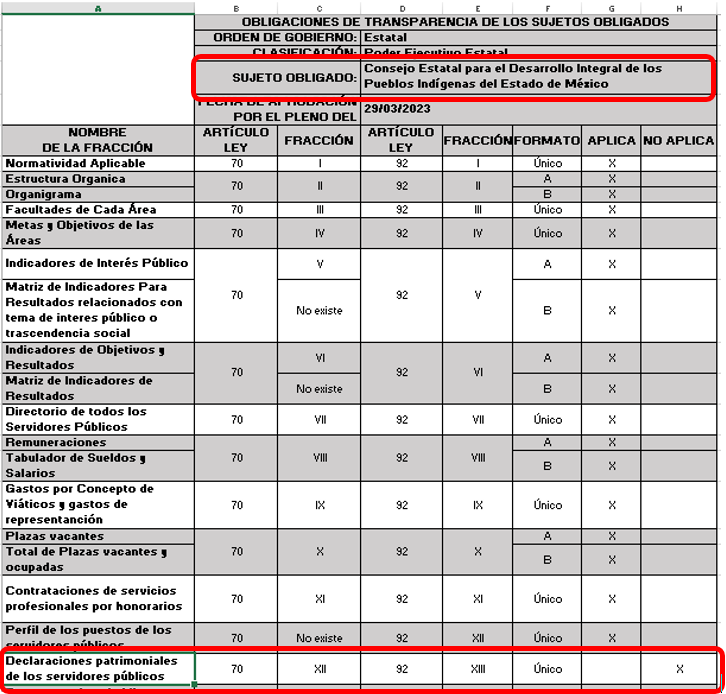 A B C D E F G H
OBLIGACIONES DE TRANSPARENCIA DE LOS SUJETOS OBLIGADOS
ORDEN DE GOBIERNO: Estatal
CLASIFICACIÓN: Poder Ejecutivo Estatal
SUJETO OBLIGADO: Consejo Estatal para el Desarrollo Integral de los
Pueblos Indígenas del Estado de México
FECHA DE APROBACIÓN
POR EL PLENO DEL 29/03/2023
NOMBRE
DE LA FRACCIÓN
ARTÍCULO
LEY
FRACCIÓN
ARTÍCULO
LEY
FRACCIÓN FORMATO APLICA NO APLICA
Normatividad Aplicable 70 I 92 I Único X
Estructura Organica 70 II 92 II A X
Organigrama B X
Facultades de Cada Área 70 III 92 III Único X
Metas y Objetivos de las
Áreas 70 IV 92 IV Único X
Indicadores de Interés Público 70 V 92 V A X
Matriz de Indicadores Para
Resultados relacionados con
tema de interes público o
trascendencia social
No existe B X
Indicadores de Objetivos y
Resultados 70 VI 92 VI A X
Matriz de Indicadores de
Resultados No existe B X
Directorio de todos los
Servidores Públicos 70 VII 92 VII Único X
Remuneraciones 70 VIII 92 VIII A X
Tabulador de Sueldos y
Salarios B X
Gastos por Concepto de
Viáticos y gastos de
representanción 70 IX 92 IX Único X
Plazas vacantes 70 X 92 X A X
Total de Plazas vacantes y
ocupadas B X
Contrataciones de servicios
profesionales por honorarios 70 XI 92 XI Único X
Perfil de los puestos de los
servidores públicos 70 No existe 92 XII Único X
Declaraciones patrimoniales
de los servidores públicos 70 XII 92 XIII Único X